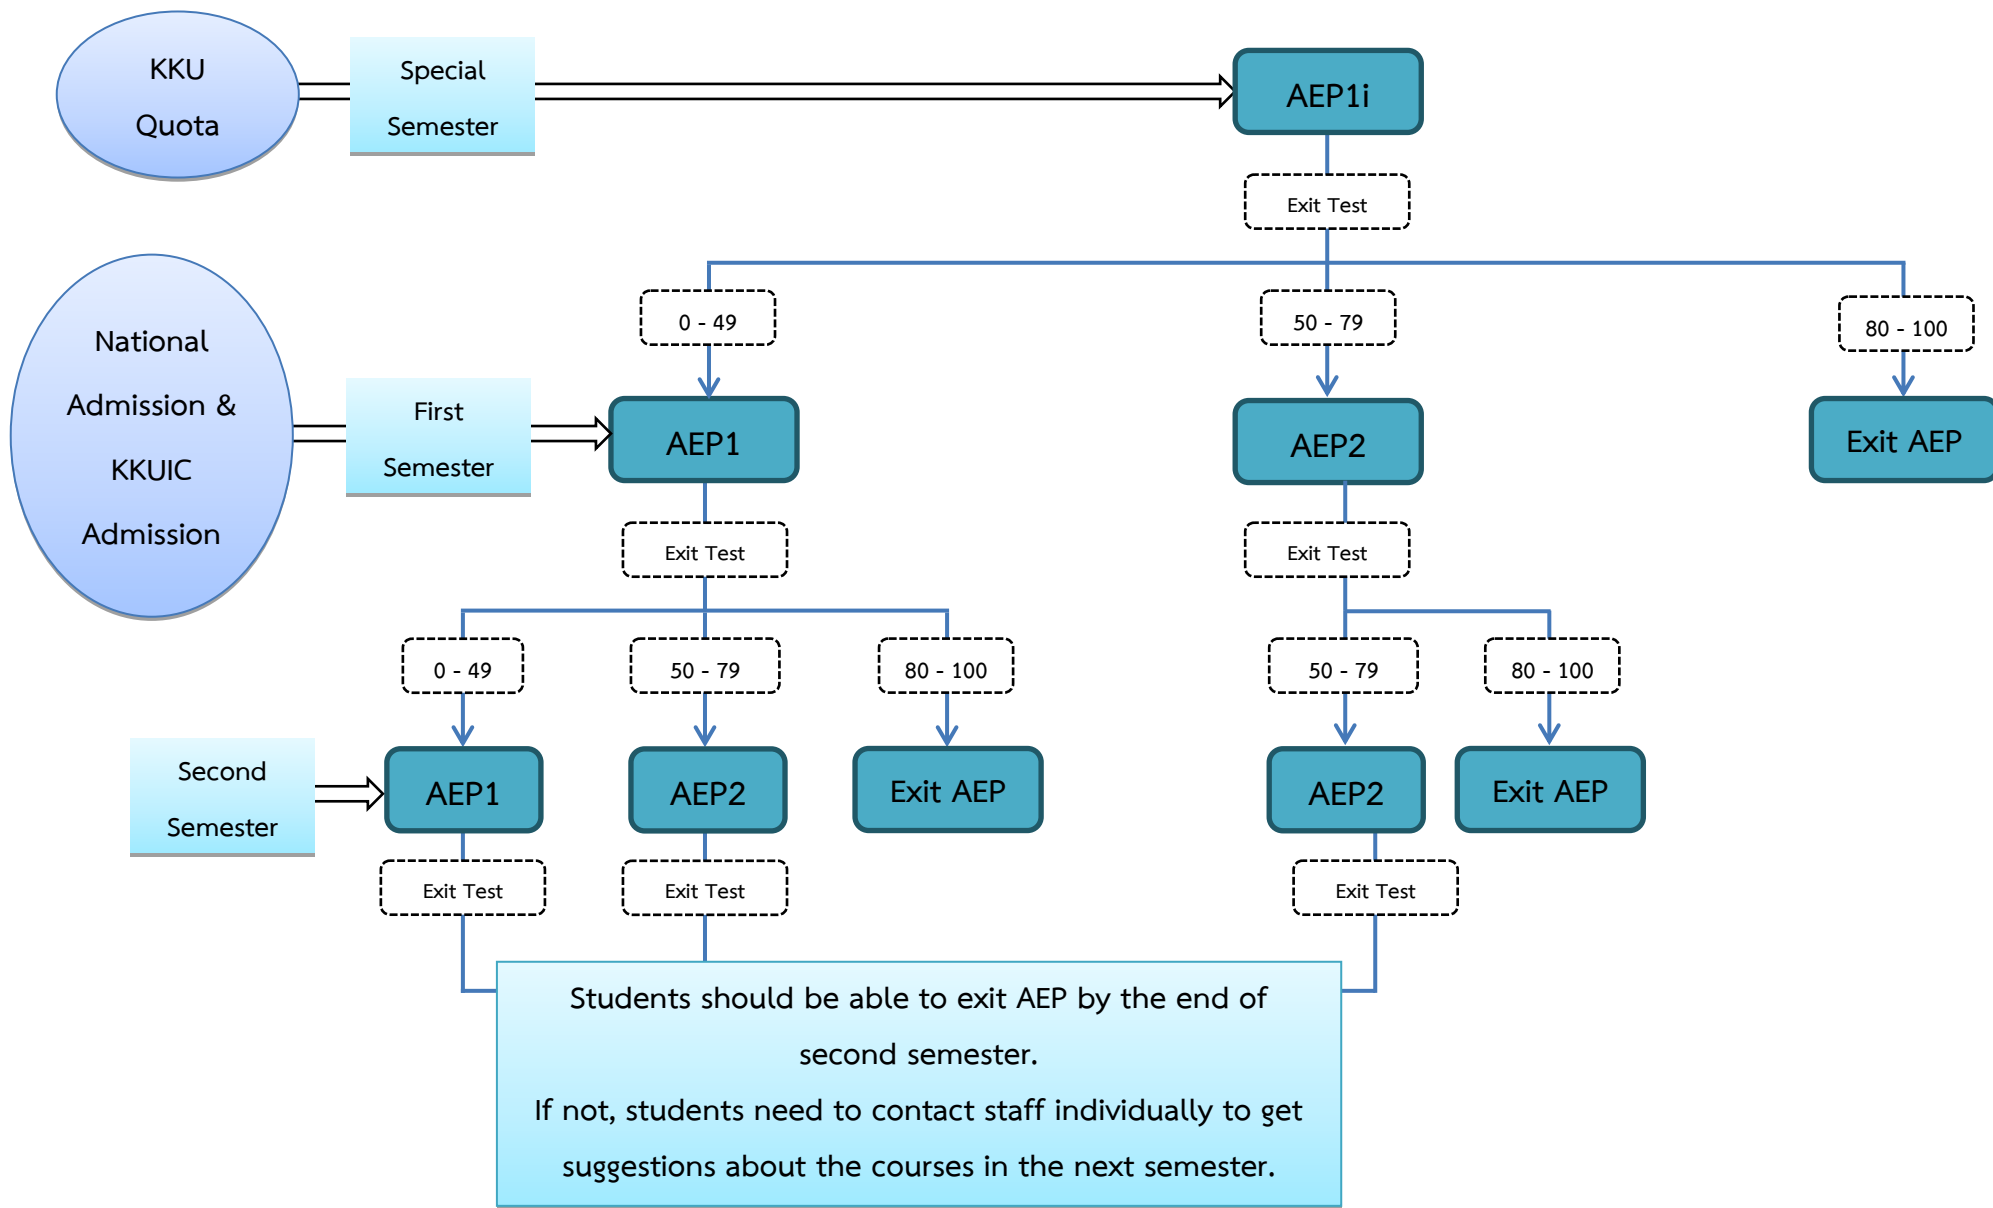 KKU
Quota
Special
Semester
AEP1i
Exit Test
0 - 49
50 - 79
80 - 100
National
Admission &
KKUIC
Admission
First
Semester
AEP1
AEP2
Exit AEP
Exit Test
Exit Test
0 - 49
50 - 79
80 - 100
50 - 79
80 - 100
Second
Semester
AEP1
AEP2
Exit AEP
AEP2
Exit AEP
Exit Test
Exit Test
Exit Test
Students should be able to exit AEP by the end of
second semester.
If not, students need to contact staff individually to get
suggestions about the courses in the next semester.